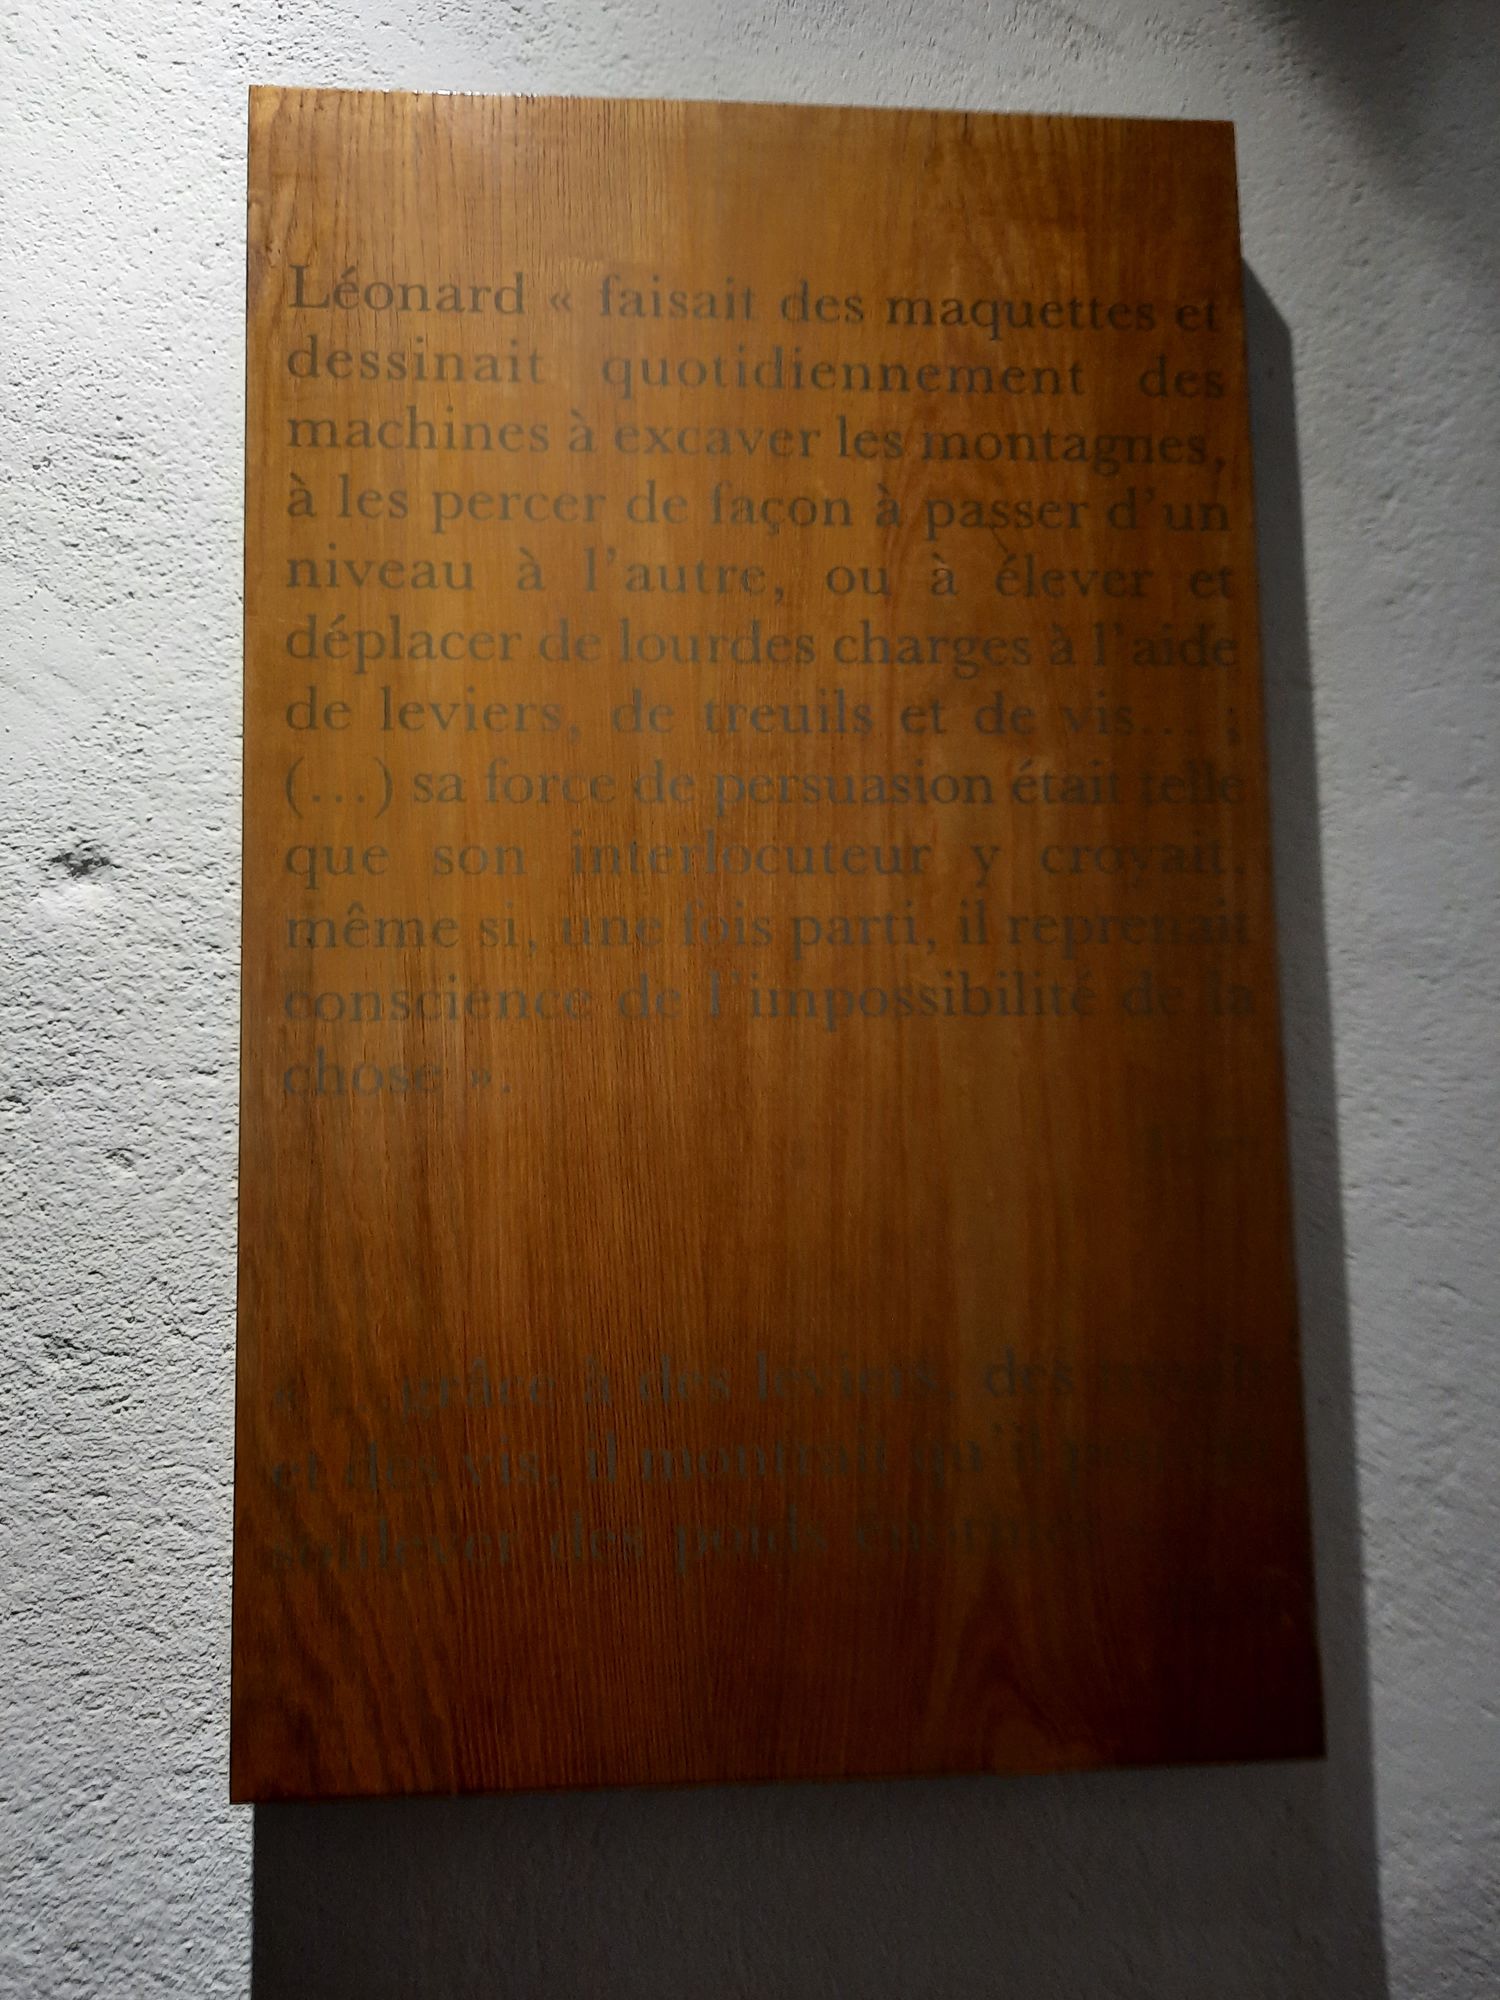 Léonard « faisait des maquettes et
dessinait quotidiennement des
machines à excaver les montagnes,
à les percer de façon à passer d’un
niveau à l’autre, ou à élever et
déplacer de lourdes charges à l’aide
de leviers, de treuils et de vis… ;
(…) sa force de persuasion était telle
que son interlocuteur y croyait,
même si, une fois parti, il reprenait
conscience de l’impossibilité de la
chose ».
grâce à des leviers, des
et des vis, il montrait qu’il
soulever des poids énormes